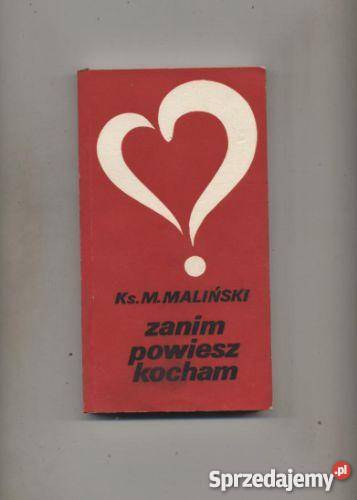 Ks. M. MALIŃSKI
zanim
powiesz
kocham
Sprzedajemy.pl